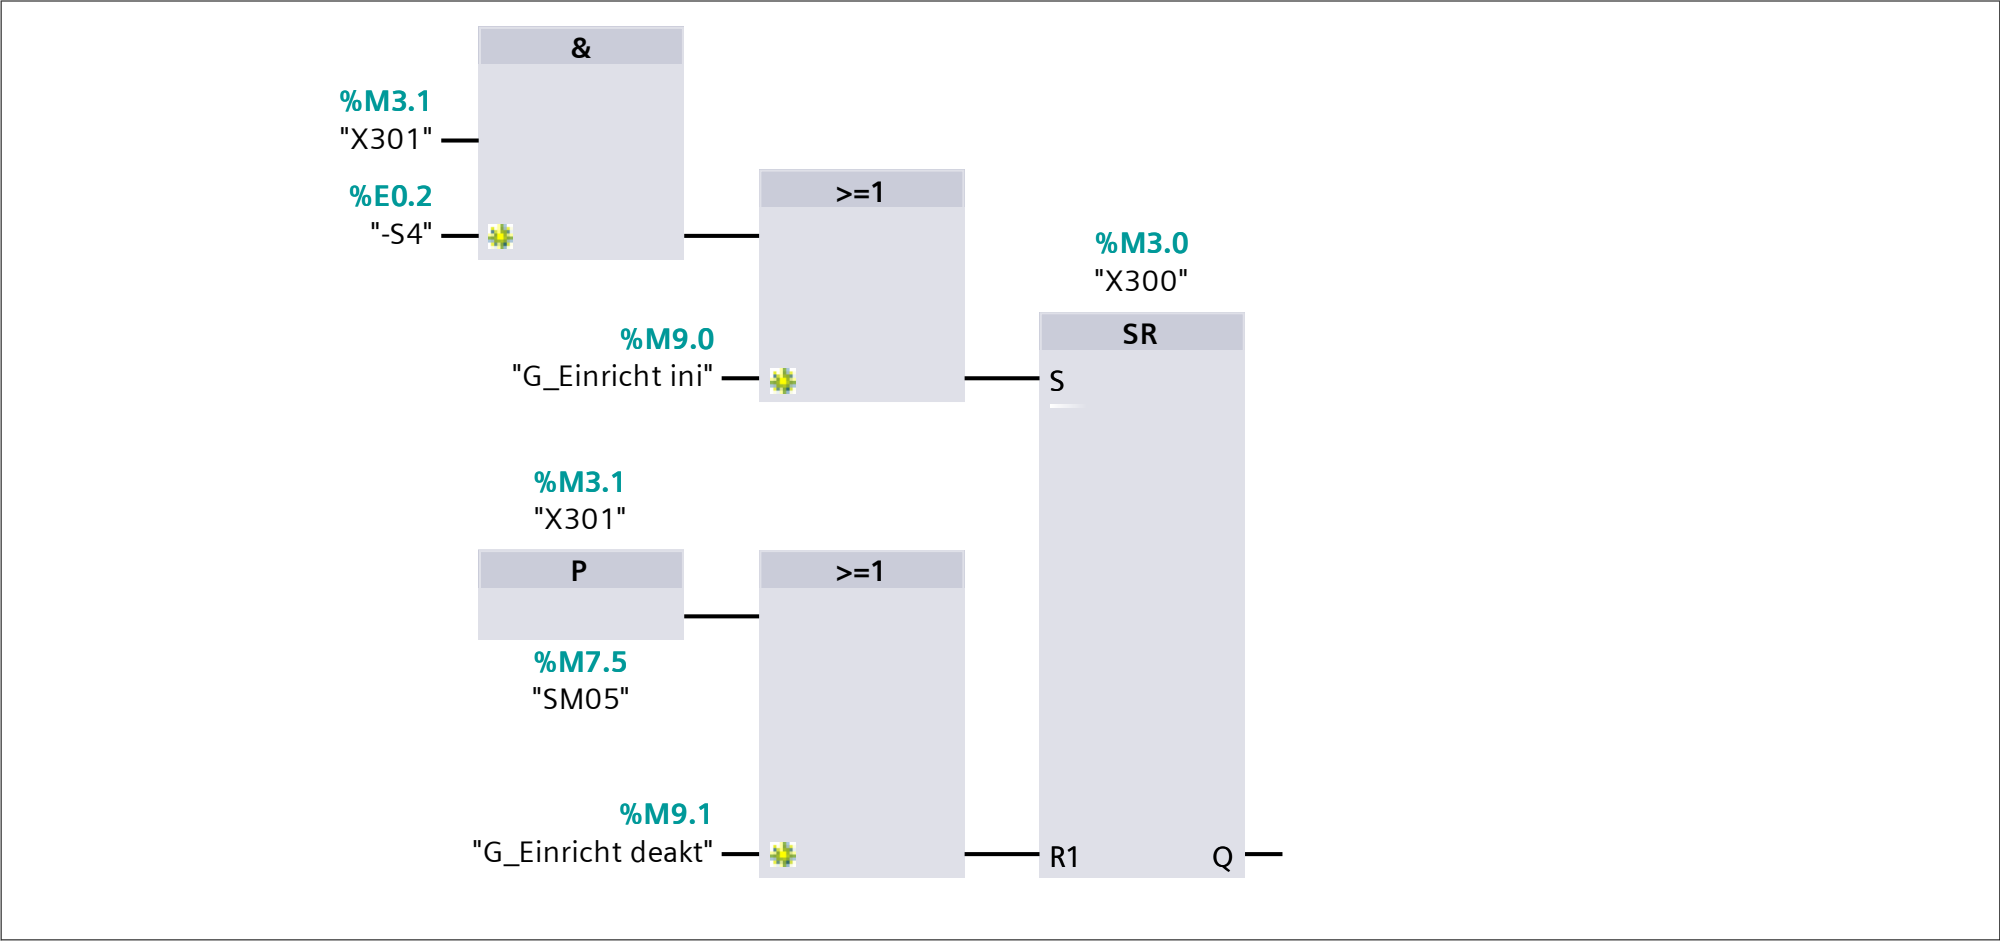 &
%M3.1
"X301"
%E0.2
"-S4"
>=1
%M9.0
"G_Einricht ini"
%M3.0
"X300"
SR
S
%M3.1
"X301"
P
%M7.5
"SM05"
>=1
%M9.1
"G_Einricht deakt"
R1 Q